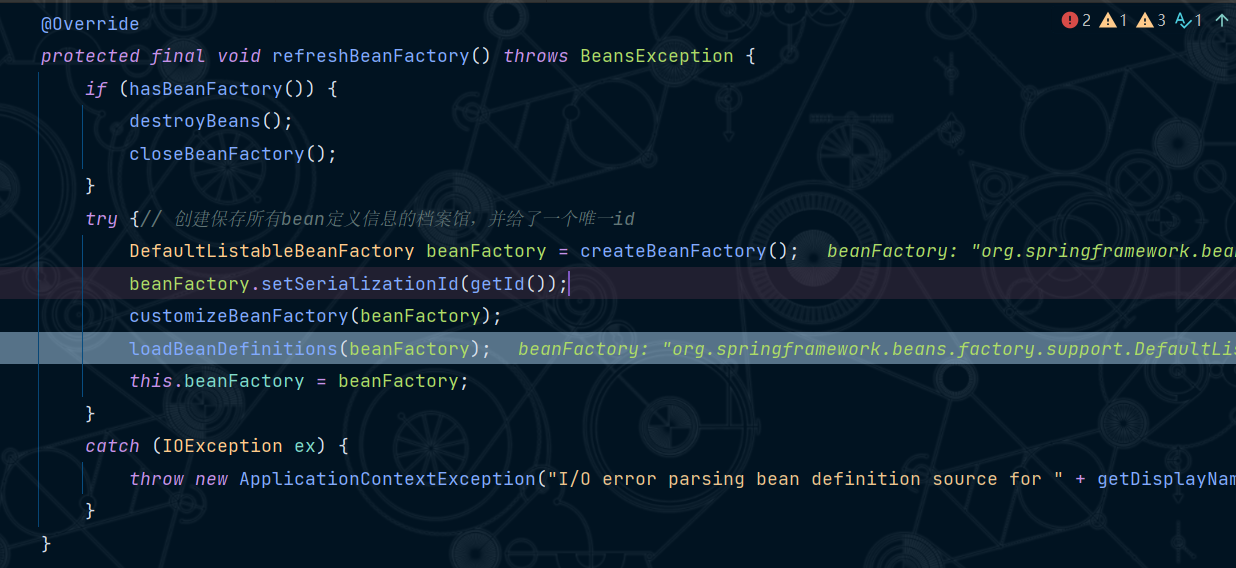 @Override
2 1 3 1
protected final void refreshBeanFactory() throws BeansException {
if (hasBeanFactory()) {
destroyBeans();
closeBeanFactory();
}
try {// 创建保存所有bean定义信息的档案馆，并给了一个唯一id
DefaultListableBeanFactory beanFactory = createBeanFactory(); beanFactory: "org.springframework.bea
beanFactory.setSerializationId(getId());
customizeBeanFactory(beanFactory);
loadBeanDefinitions(beanFactory); beanFactory: "org.springframework.beans.factory.support.DefaultLis
this.beanFactory = beanFactory;
}
catch (IOException ex) {
throw new ApplicationContextException("I/O error parsing bean definition source for " + getDisplayNam
}
}